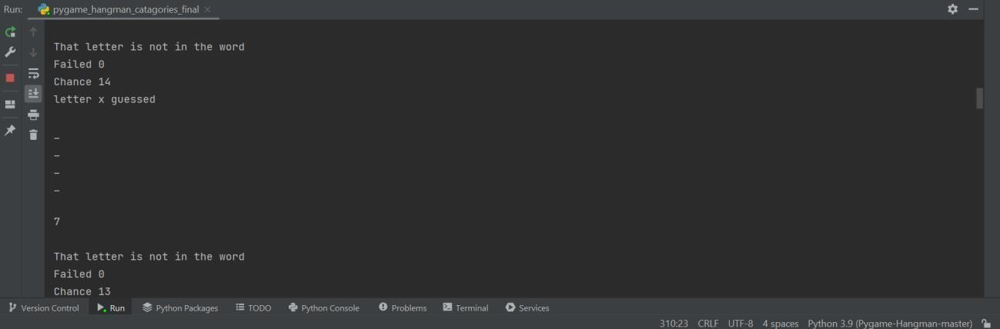 Run: pygame_hangman_catagories_final
That letter is not in the word
Failed 0
Chance 14
letter x guessed
_
_
_
_
7
That letter is not in the word
Failed 0
Chance 13
Version Control Run Python Packages TODO Python Console Problems Terminal Services
310:23 CRLF UTF-8 4 spaces Python 3.9 (Pygame-Hangman-master)